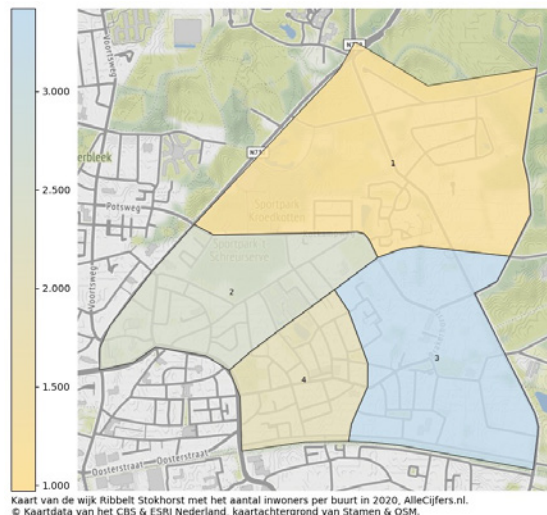 3.000
2.500
2.000
1.500
1.000
Voortsweg
N73
Potsweg
Sportpark
Kroedkotten
Sportpark 't
Schreurserve
Voortsweg
1
2
3
4
Oosterstraat
Oosterstraat
Kaart van de wijk Ribbelt Stokhorst met het aantal inwoners per buurt in 2020, AlleCijfers.nl.
© Kaartdata van het CBS & ESRI Nederland, kaartachtergrond van Stamen & OSM.